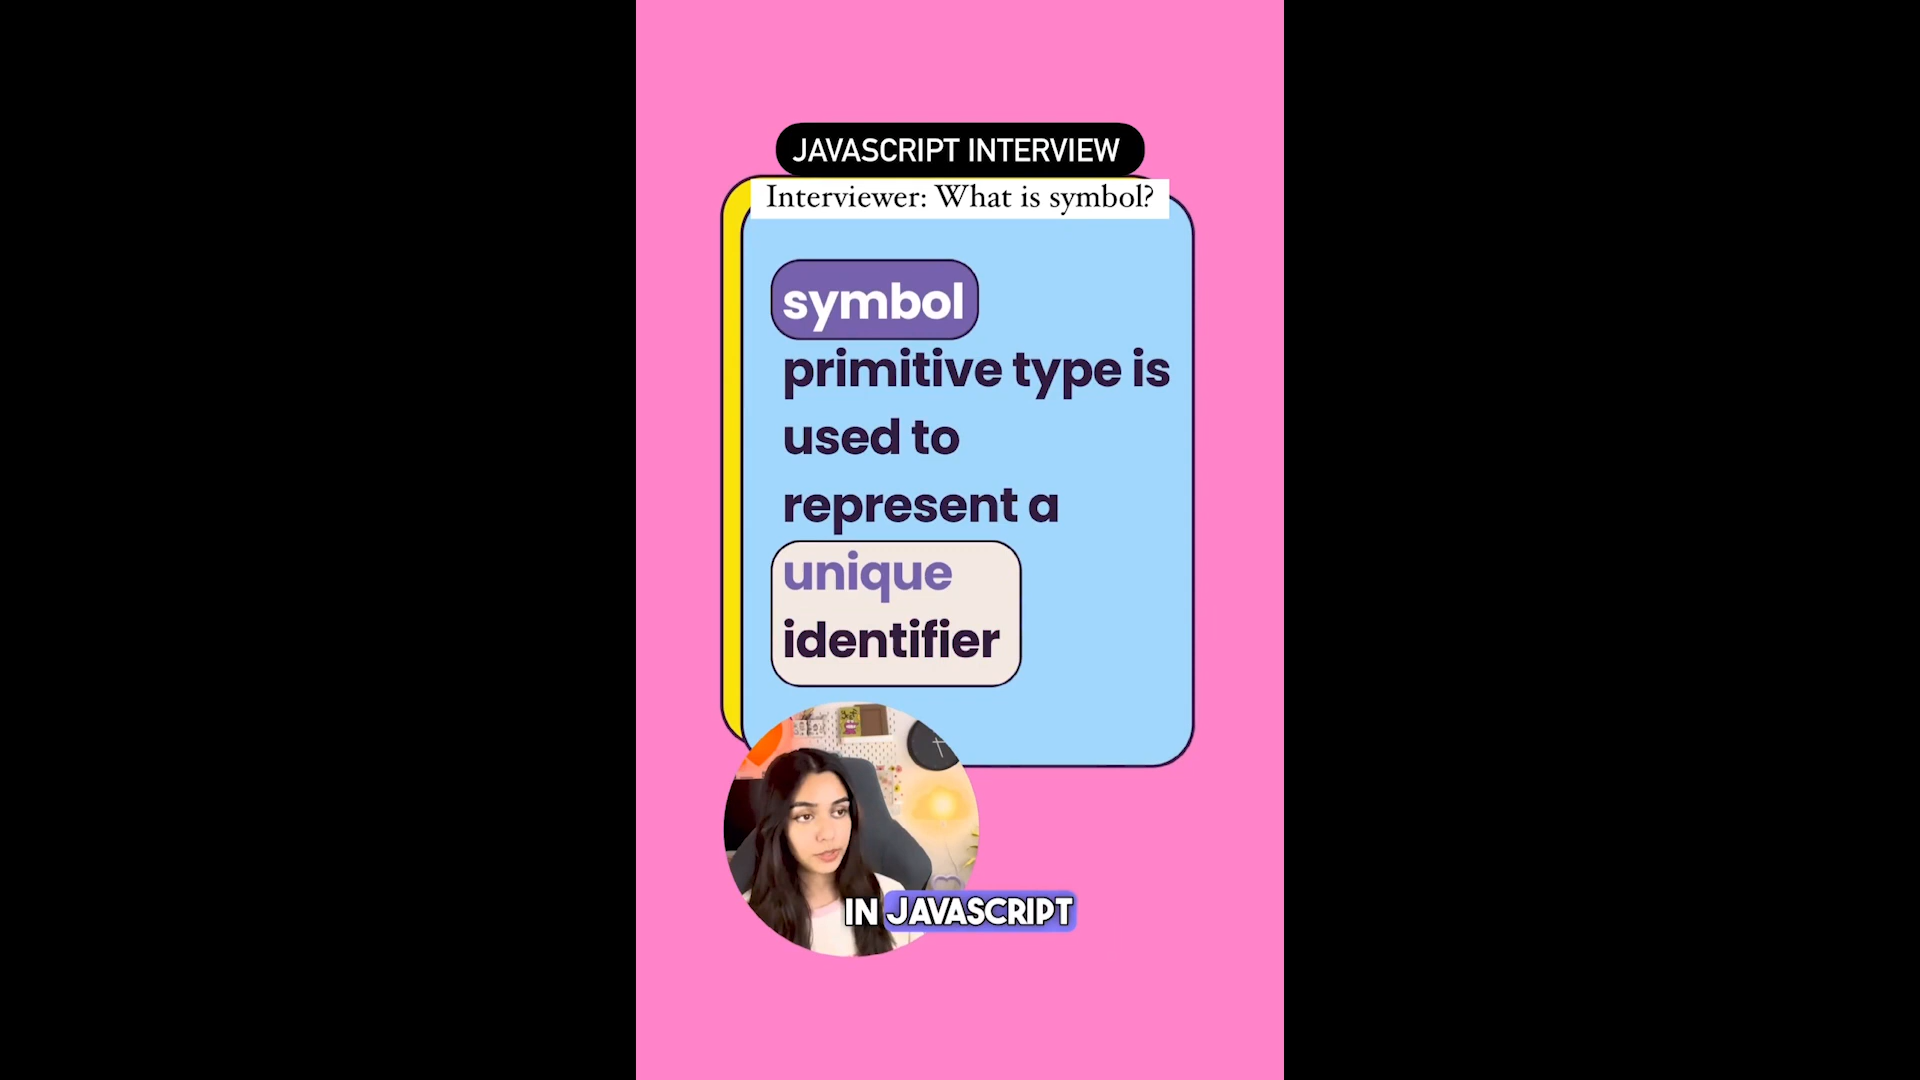 JAVASCRIPT INTERVIEW
Interviewer: What is symbol?
symbol
primitive type is
used to
represent a
unique
identifier
IN JAVASCRIPT